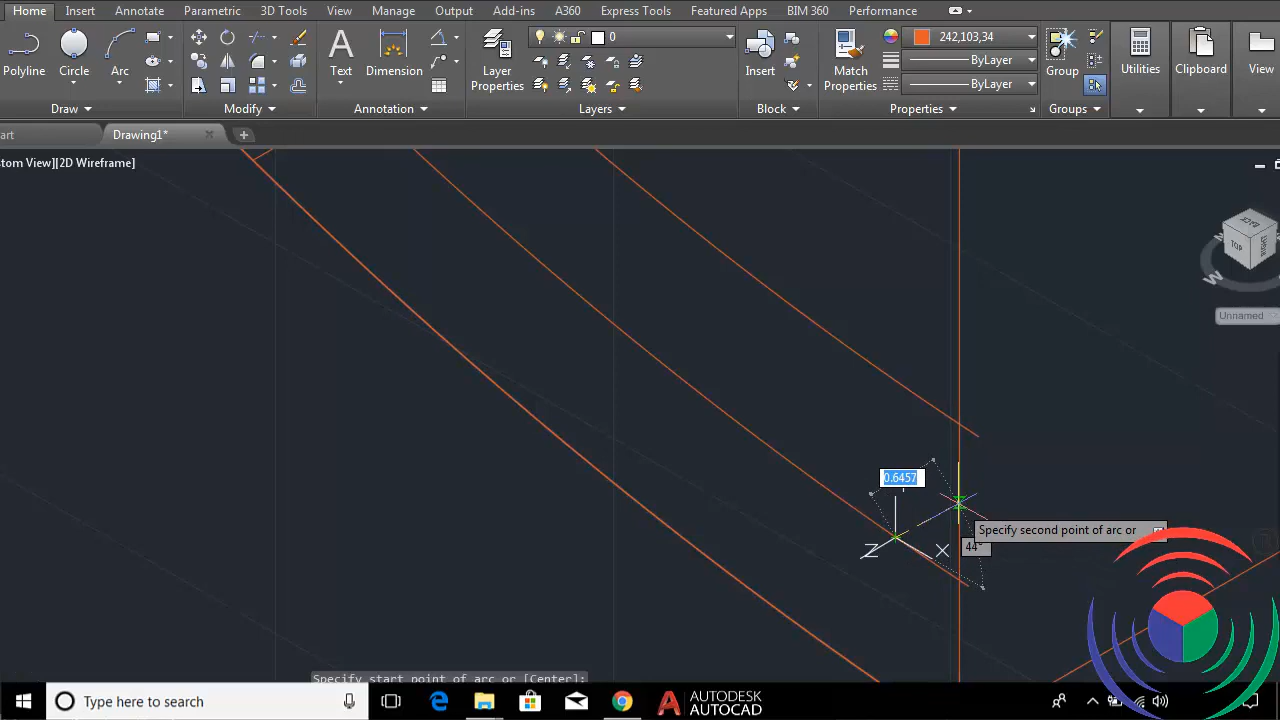 Home Insert Annotate Parametric 3D Tools View Manage Output Add-ins A360 Express Tools Featured Apps BIM 360 Performance
0 242,103,34
ByLayer
ByLayer
Polyline Circle Arc Text Dimension Layer Properties Insert Match Properties Group Utilities Clipboard View
Draw Modify Annotation Layers Block Properties Groups
art Drawing1*
tom View][2D Wireframe]
BACK
TOP RIGHT
N
W
Unnamed
0.6457
Specify second point of arc or
44°
Z X
Specify start point of arc or [Center]:
Type here to search
AUTODESK
AUTOCAD